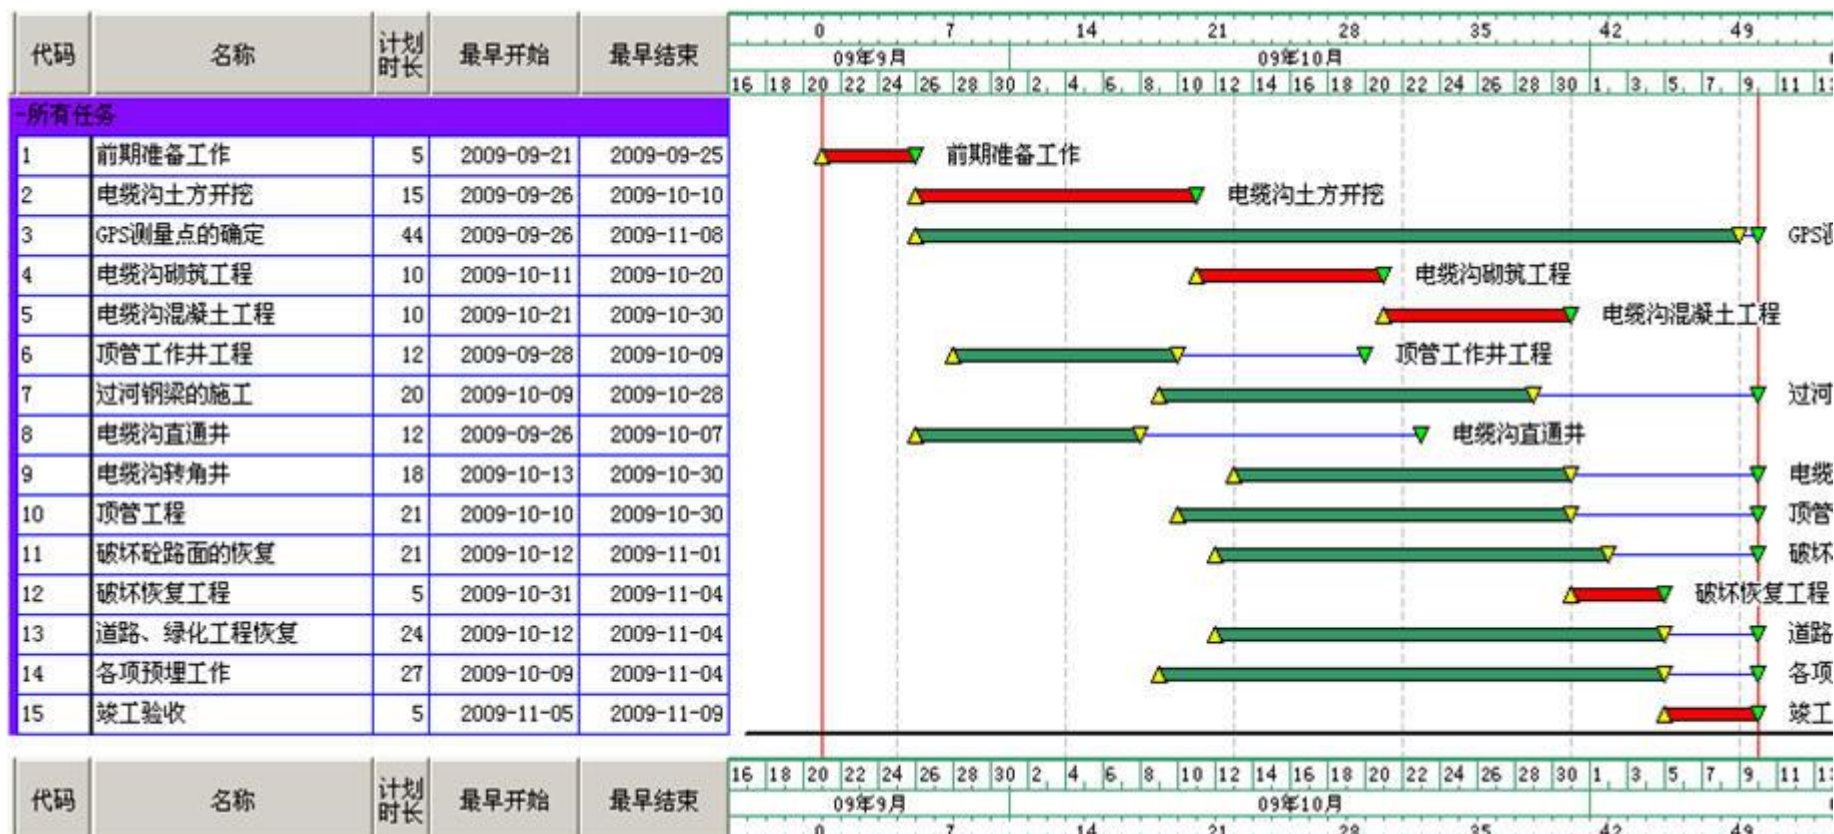 代码 名称 计划时长 最早开始 最早结束
0 7 14 21 28 35 42 49
09年9月 09年10月
16 18 20 22 24 26 28 30 2 4 6 8 10 12 14 16 18 20 22 24 26 28 30 1 3 5 7 9 11 13
-所有任务
1 前期准备工作 5 2009-09-21 2009-09-25 前期准备工作
2 电缆沟土方开挖 15 2009-09-26 2009-10-10 电缆沟土方开挖
3 GPS测量点的确定 44 2009-09-26 2009-11-08 GPS测
4 电缆沟砌筑工程 10 2009-10-11 2009-10-20 电缆沟砌筑工程
5 电缆沟混凝土工程 10 2009-10-21 2009-10-30 电缆沟混凝土工程
6 顶管工作井工程 12 2009-09-28 2009-10-09 顶管工作井工程
7 过河钢梁的施工 20 2009-10-09 2009-10-28 过河
8 电缆沟直通井 12 2009-09-26 2009-10-07 电缆沟直通井
9 电缆沟转角井 18 2009-10-13 2009-10-30 电缆
10 顶管工程 21 2009-10-10 2009-10-30 顶管
11 破坏砼路面的恢复 21 2009-10-12 2009-11-01 破坏
12 破坏恢复工程 5 2009-10-31 2009-11-04 破坏恢复工程
13 道路、绿化工程恢复 24 2009-10-12 2009-11-04 道路
14 各项预埋工作 27 2009-10-09 2009-11-04 各项
15 竣工验收 5 2009-11-05 2009-11-09 竣工
代码 名称 计划时长 最早开始 最早结束
16 18 20 22 24 26 28 30 2 4 6 8 10 12 14 16 18 20 22 24 26 28 30 1 3 5 7 9 11 13
09年9月 09年10月
0 7 14 21 28 35 42 49